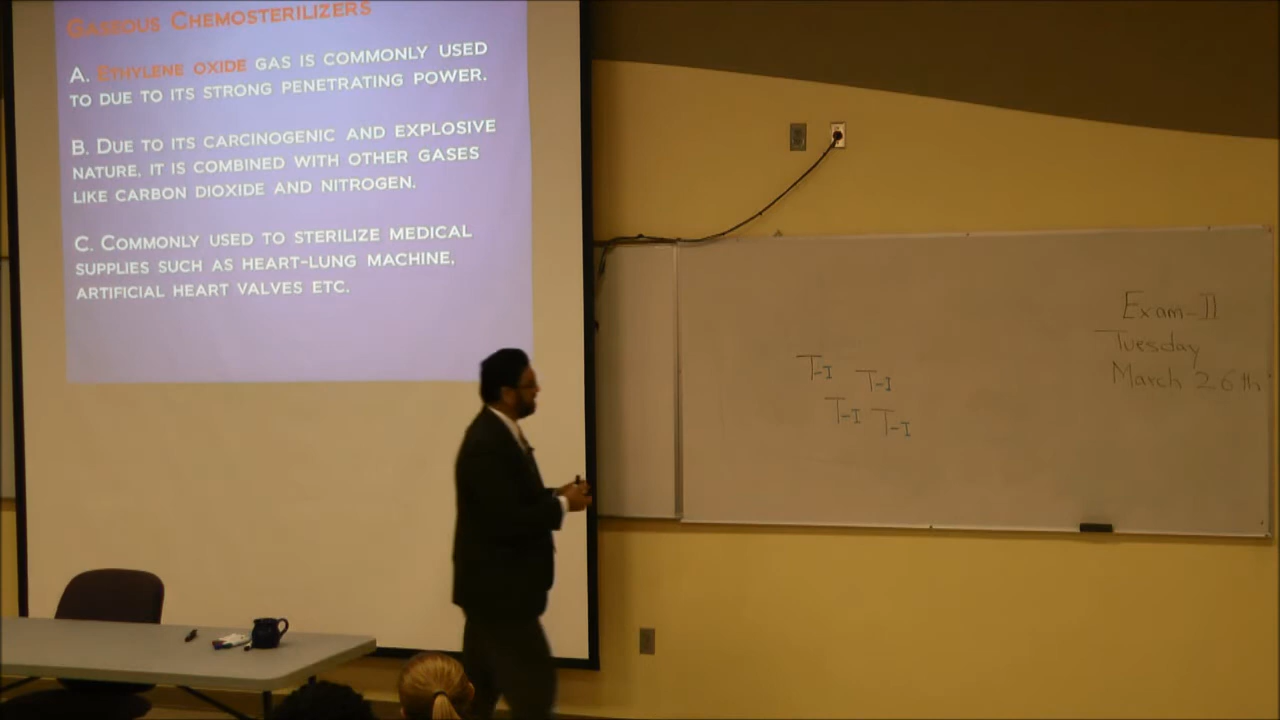 GASEOUS CHEMOSTERILIZERS
A. ETHYLENE OXIDE GAS IS COMMONLY USED
TO DUE TO ITS STRONG PENETRATING POWER.
B. DUE TO ITS CARCINOGENIC AND EXPLOSIVE
NATURE, IT IS COMBINED WITH OTHER GASES
LIKE CARBON DIOXIDE AND NITROGEN.
C. COMMONLY USED TO STERILIZE MEDICAL
SUPPLIES SUCH AS HEART-LUNG MACHINE,
ARTIFICIAL HEART VALVES ETC.
Exam-II
Tuesday
March 26th
T-I T-I
T-I T-I